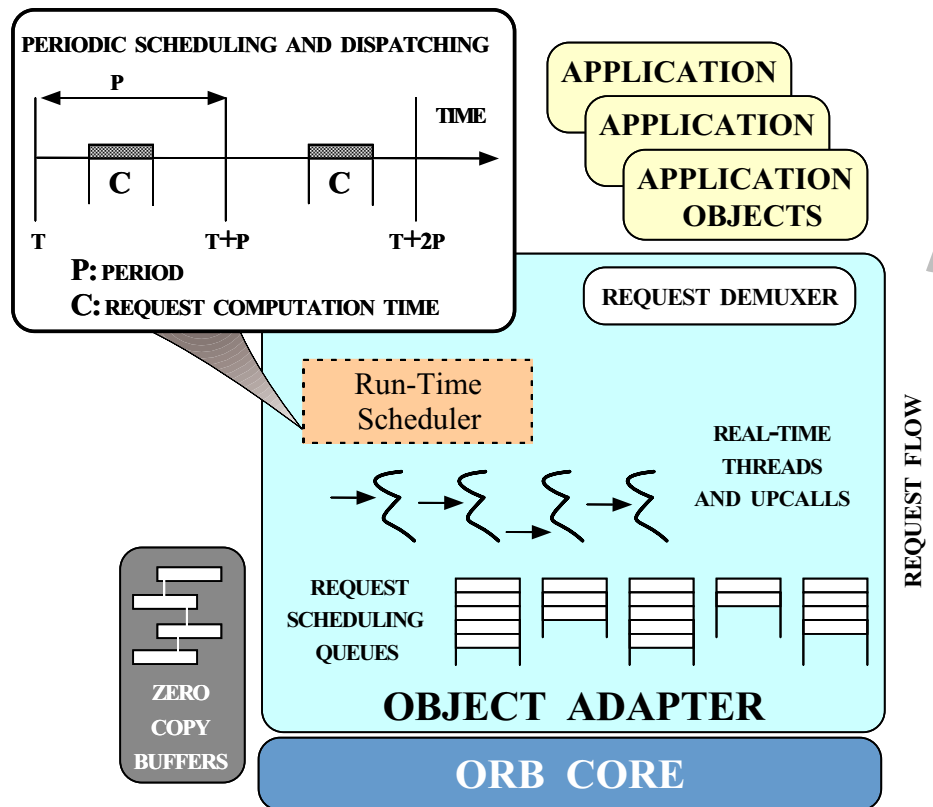 PERIODIC SCHEDULING AND DISPATCHING
P
TIME
C
C
T
T+P
T+2P
P: PERIOD
C: REQUEST COMPUTATION TIME
APPLICATION
APPLICATION
APPLICATION
OBJECTS
REQUEST DEMUXER
Run-Time
Scheduler
REAL-TIME
THREADS
AND UPCALLS
REQUEST FLOW
REQUEST
SCHEDULING
QUEUES
ZERO
COPY
BUFFERS
OBJECT ADAPTER
ORB CORE